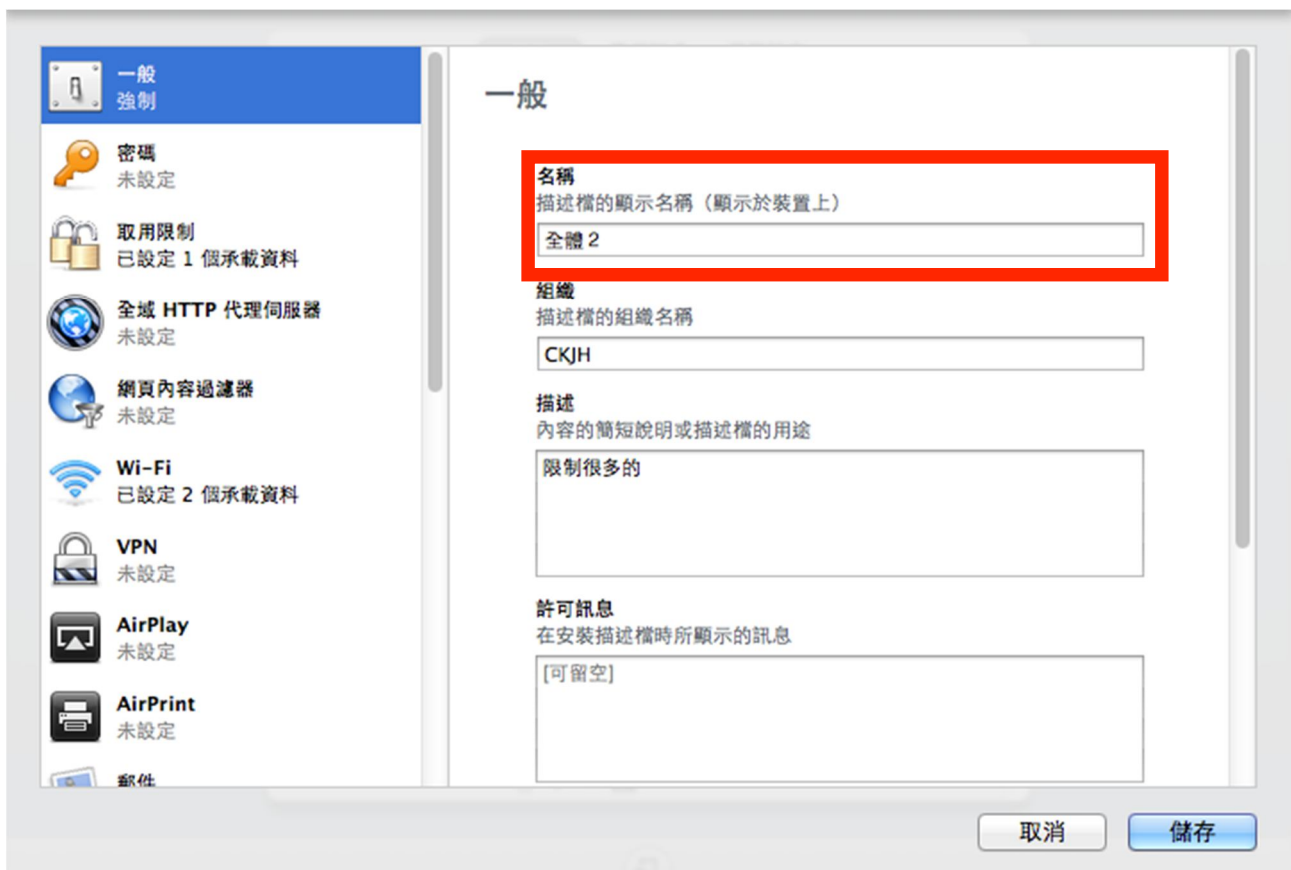 一般
強制
密碼
未設定
取用限制
已設定 1 個承載資料
全域 HTTP 代理伺服器
未設定
網頁內容過濾器
未設定
Wi-Fi
已設定 2 個承載資料
VPN
未設定
AirPlay
未設定
AirPrint
未設定
郵件
一般
名稱
描述檔的顯示名稱（顯示於裝置上）
全體 2
組織
描述檔的組織名稱
CKJH
描述
內容的簡短說明或描述檔的用途
限制很多的
許可訊息
在安裝描述檔時所顯示的訊息
[可留空]
取消
儲存